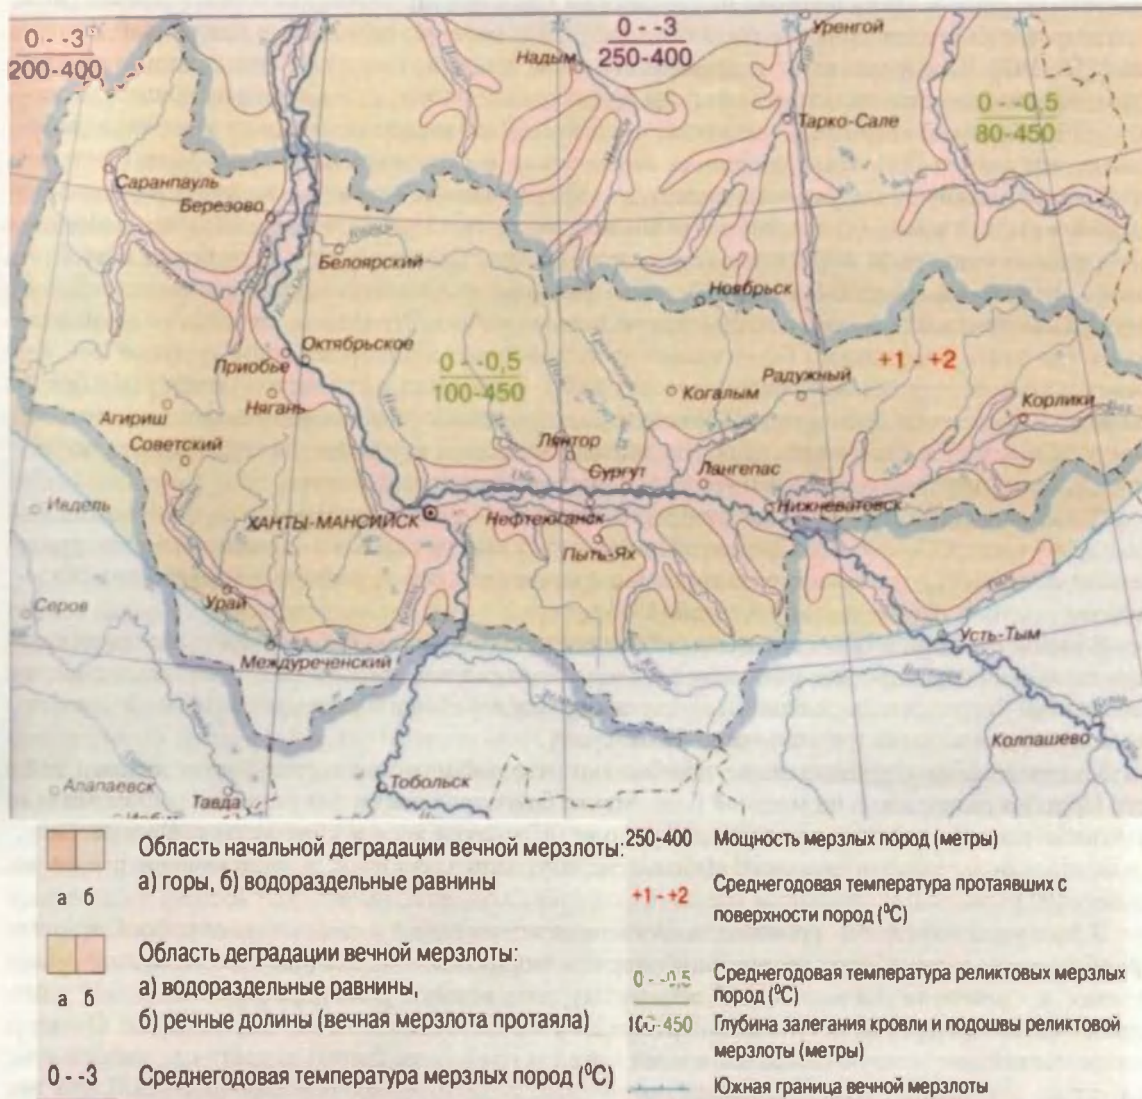 0 - -3°
200-400
0 - -3
250-400
Уренгой
Надым
Тарко-Сале
0 - -0,5
80-450
Саранпауль
Березово
Белоярский
Ноябрьск
Октябрьское
Приобье
0 - -0,5
100-450
+1 - +2
Радужный
Когалым
Корлики
Нягань
Агириш
Советский
Лянтор
Сургут
Лангепас
Ивдель
ХАНТЫ-МАНСИЙСК
Нефтеюганск
Нижневатовск
Пыть-Ях
Серов
Урай
Усть-Тым
Междуреченский
Колпашево
Алапаевск
Тавда
Тобольск
Область начальной деградации вечной мерзлоты:
а) горы, б) водораздельные равнины
а б
Область деградации вечной мерзлоты:
а) водораздельные равнины,
а б
б) речные долины (вечная мерзлота протаяла)
0 - -3 Среднегодовая температура мерзлых пород (⁰С)
250-400 Мощность мерзлых пород (метры)
+1 - +2 Среднегодовая температура протаявших с
поверхности пород (⁰С)
0 - -0,5 Среднегодовая температура реликтовых мерзлых
пород (⁰С)
100-450 Глубина залегания кровли и подошвы реликтовой
мерзлоты (метры)
Южная граница вечной мерзлоты